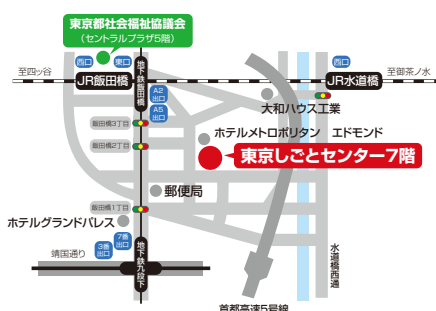 東京都社会福祉協議会
（セントラルプラザ5階）
至四ツ谷
西口
東口
JR飯田橋
地下鉄飯田橋
西口
JR水道橋
至御茶ノ水
A2
出口
A5
出口
大和ハウス工業
飯田橋3丁目
ホテルメトロポリタン　エドモンド
飯田橋2丁目
東京しごとセンター7階
郵便局
飯田橋1丁目
ホテルグランドパレス
7番
出口
3番
出口
靖国通り
地下鉄九段下
水道橋西通
首都高速5号線